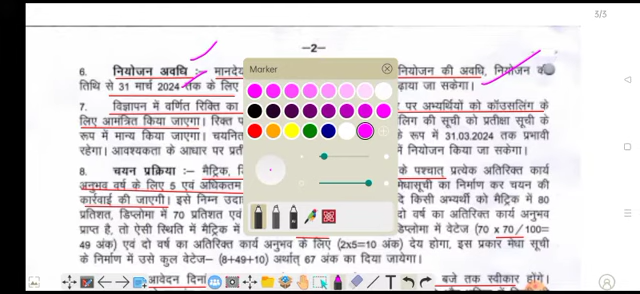 5/5
–2–
6. नियोजन अवधि :– मानदेय नियोजन की अवधि, नियोजन की
तिथि से 31 मार्च 2024 तक के लिए ढ़ाया जा सकेगा।
7. विज्ञापन में वर्णित रिक्ति का पर अभ्यर्थियों को कॉउसलिंग के
लिए आमंत्रित किया जाएगा। रिक्त प लिंग की सूची को प्रतीक्षा सूची के
रूप में मान्य किया जाएगा। चयनित के रूप में 31.03.2024 तक प्रभावी
रहेगा। आवश्यकता के आधार पर प्रती में नियोजन किया जा सकेगा।
8. चयन प्रक्रिया :– मैट्रिक, के पश्चात् प्रत्येक अतिरिक्त कार्य
अनुभव वर्ष के लिए 5 एवं अधिकतम मेधासूची का निर्माण कर चयन की
कार्रवाई की जाएगी। इसे निम्न उदा दि किसी अभ्यर्थी को मैट्रिक में 80
प्रतिशत, डिप्लोमा में 70 प्रतिशत एवं दो वर्ष का अतिरिक्त कार्य अनुभव
प्राप्त है, तो ऐसी स्थिति में मैट्रिक में डिप्लोमा में वेटेज (70 x 70 /100=
49 अंक) एवं दो वर्ष का अतिरिक्त कार्य अनुभव के लिए (2x5=10 अंक) देय होगा, इस प्रकार मेधा सूची
के निर्माण में उसे कुल वेटेज– (8+49+10) अर्थात् 67 अंक का दिया जायेगा।
आवेदन दिनां बजे तक स्वीकार होंगे।
Marker